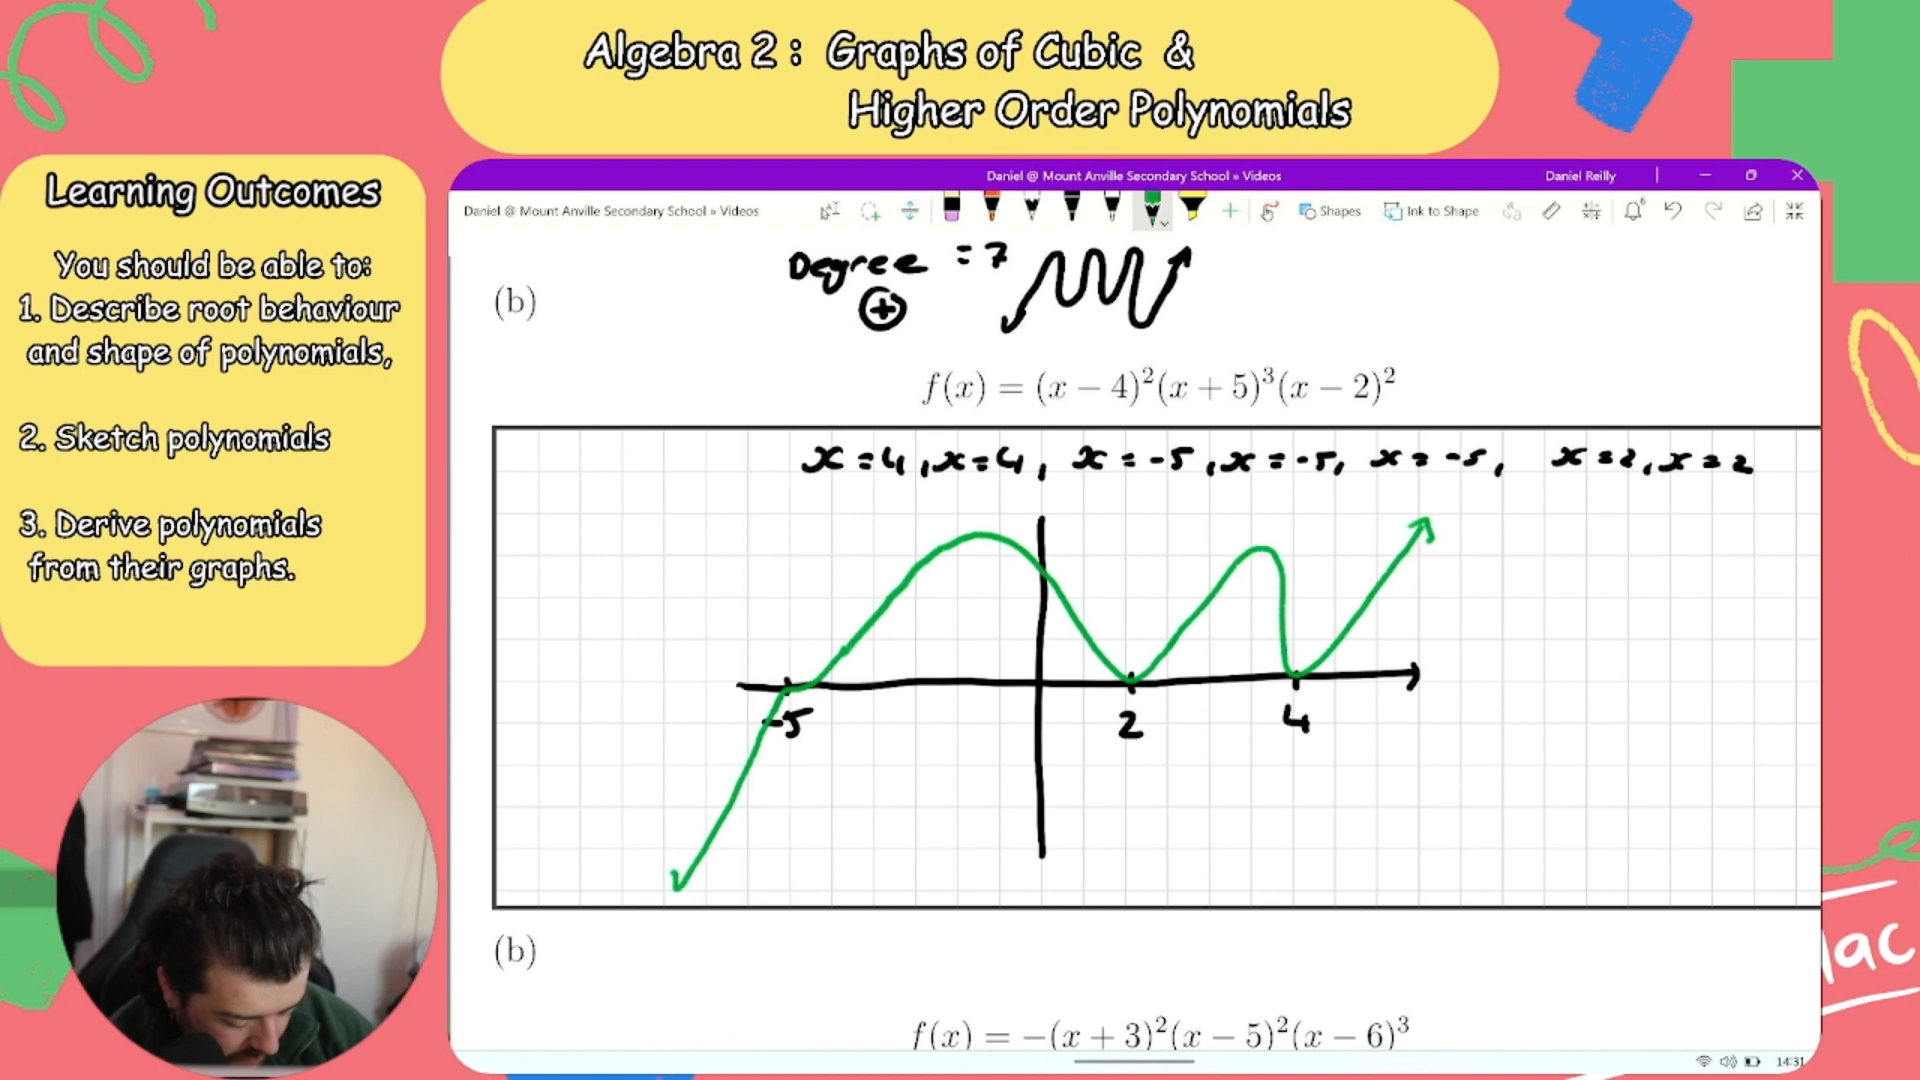 Algebra 2 : Graphs of Cubic &
Higher Order Polynomials
Learning Outcomes
You should be able to:
1. Describe root behaviour
and shape of polynomials,
2. Sketch polynomials
3. Derive polynomials
from their graphs.
Daniel @ Mount Anville Secondary School » Videos
Daniel Reilly
Daniel @ Mount Anville Secondary School » Videos
Shapes
Ink to Shape
6
Degree = 7
+
(b)
f(x) = (x − 4)²(x + 5)³(x − 2)²
x = 4, x = 4, x = -5, x = -5, x = -5, x = 2, x = 2
-5 2 4
(b)
f(x) = −(x + 3)²(x − 5)²(x − 6)³
14:31